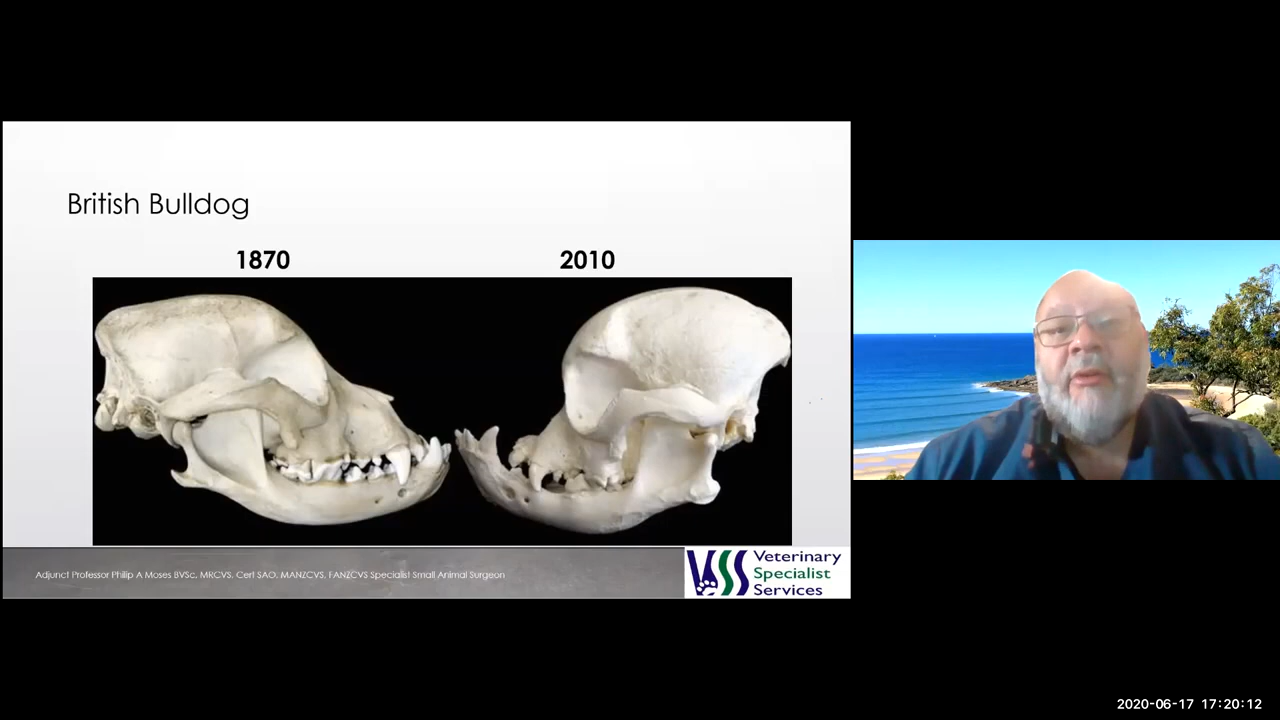 British Bulldog
1870
2010
Adjunct Professor Philip A Moses BVSc, MRCVS, Cert SAO, MANZCVS, FANZCVS Specialist Small Animal Surgeon
VSS
Veterinary
Specialist
Services
2020-06-17 17:20:12